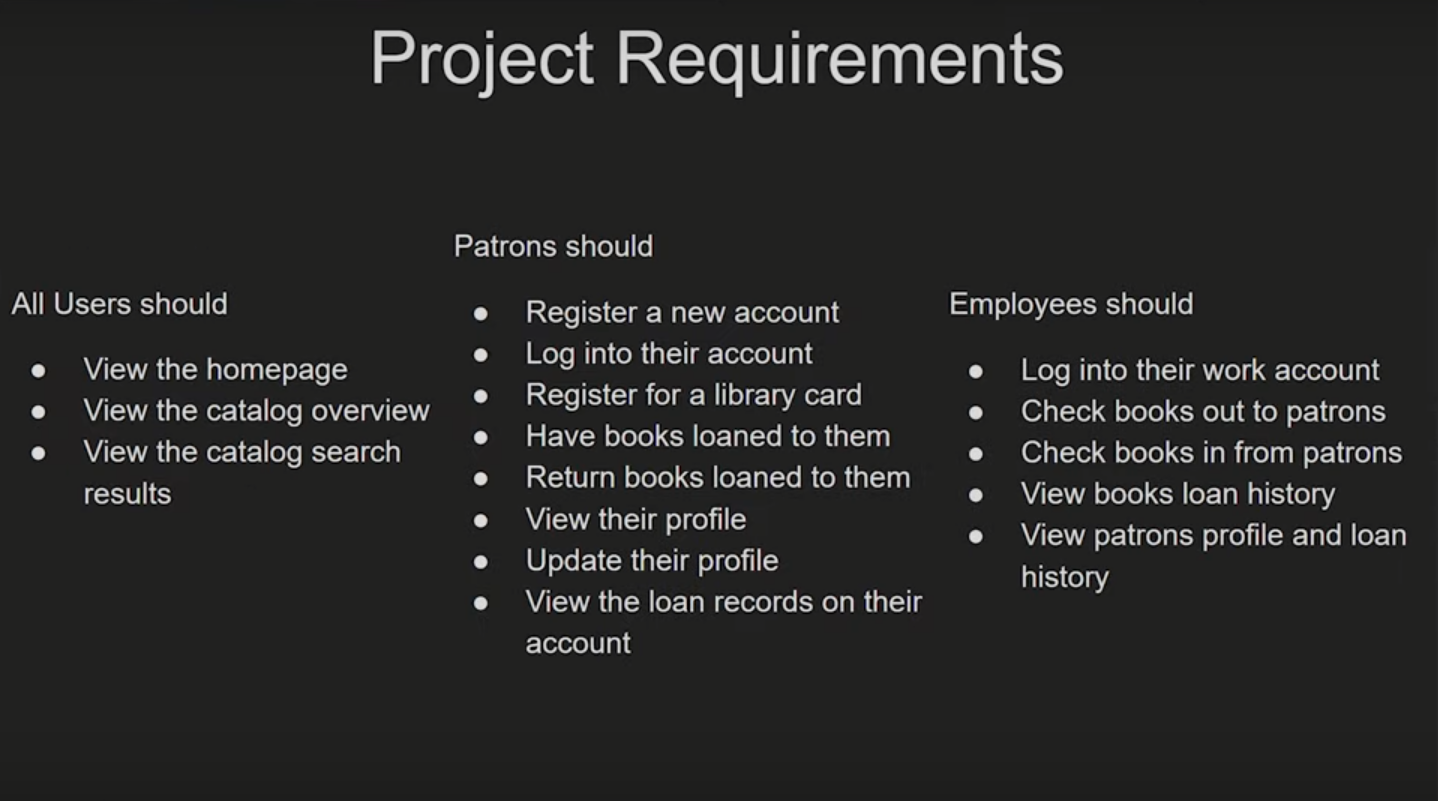 Project Requirements
All Users should
● View the homepage
● View the catalog overview
● View the catalog search
results
Patrons should
● Register a new account
● Log into their account
● Register for a library card
● Have books loaned to them
● Return books loaned to them
● View their profile
● Update their profile
● View the loan records on their
account
Employees should
● Log into their work account
● Check books out to patrons
● Check books in from patrons
● View books loan history
● View patrons profile and loan
history